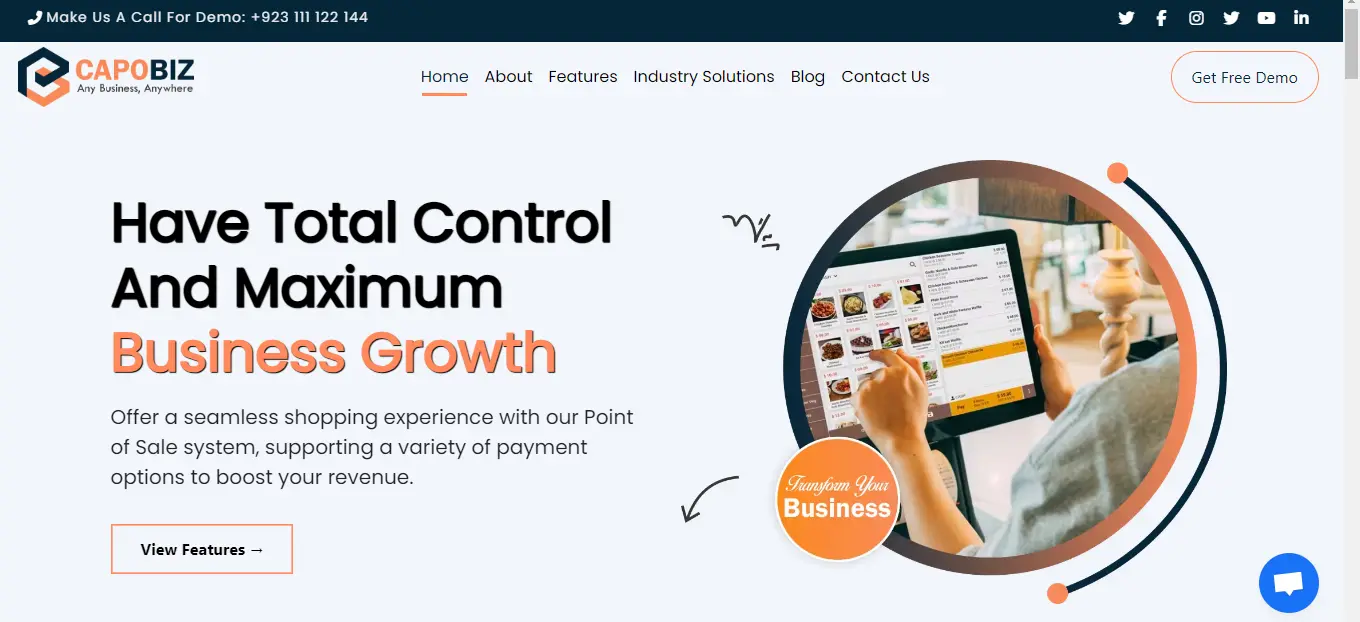 Make Us A Call For Demo: +923 111 122 144
CAPOBIZ
Any Business, Anywhere
Home About Features Industry Solutions Blog Contact Us
Get Free Demo
Have Total Control
And Maximum
Business Growth
Offer a seamless shopping experience with our Point
of Sale system, supporting a variety of payment
options to boost your revenue.
View Features →
Transform Your
Business